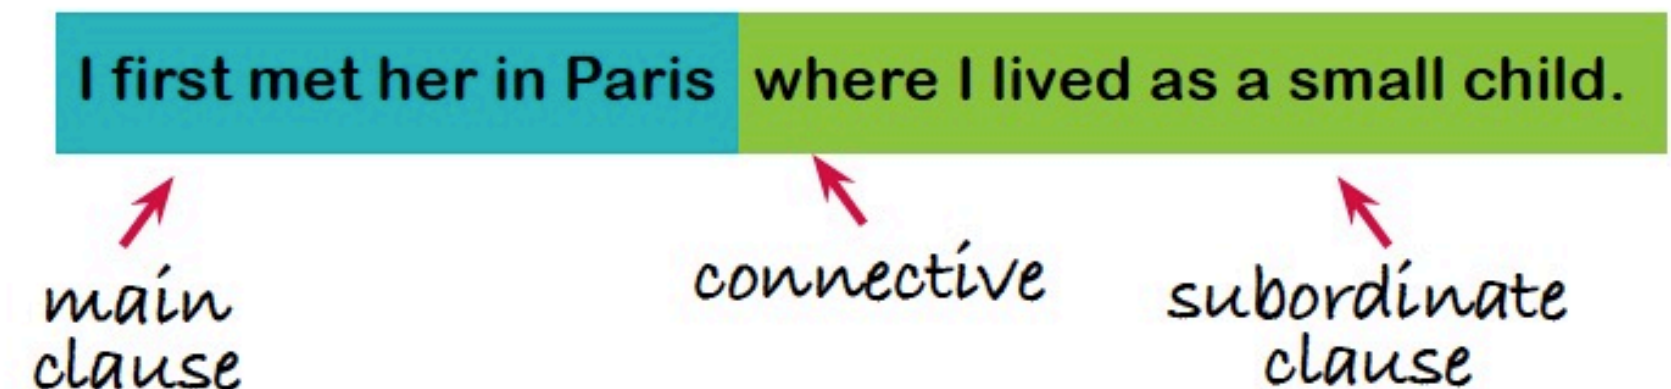 I first met her in Paris where I lived as a small child.
main
clause
connective
subordinate
clause